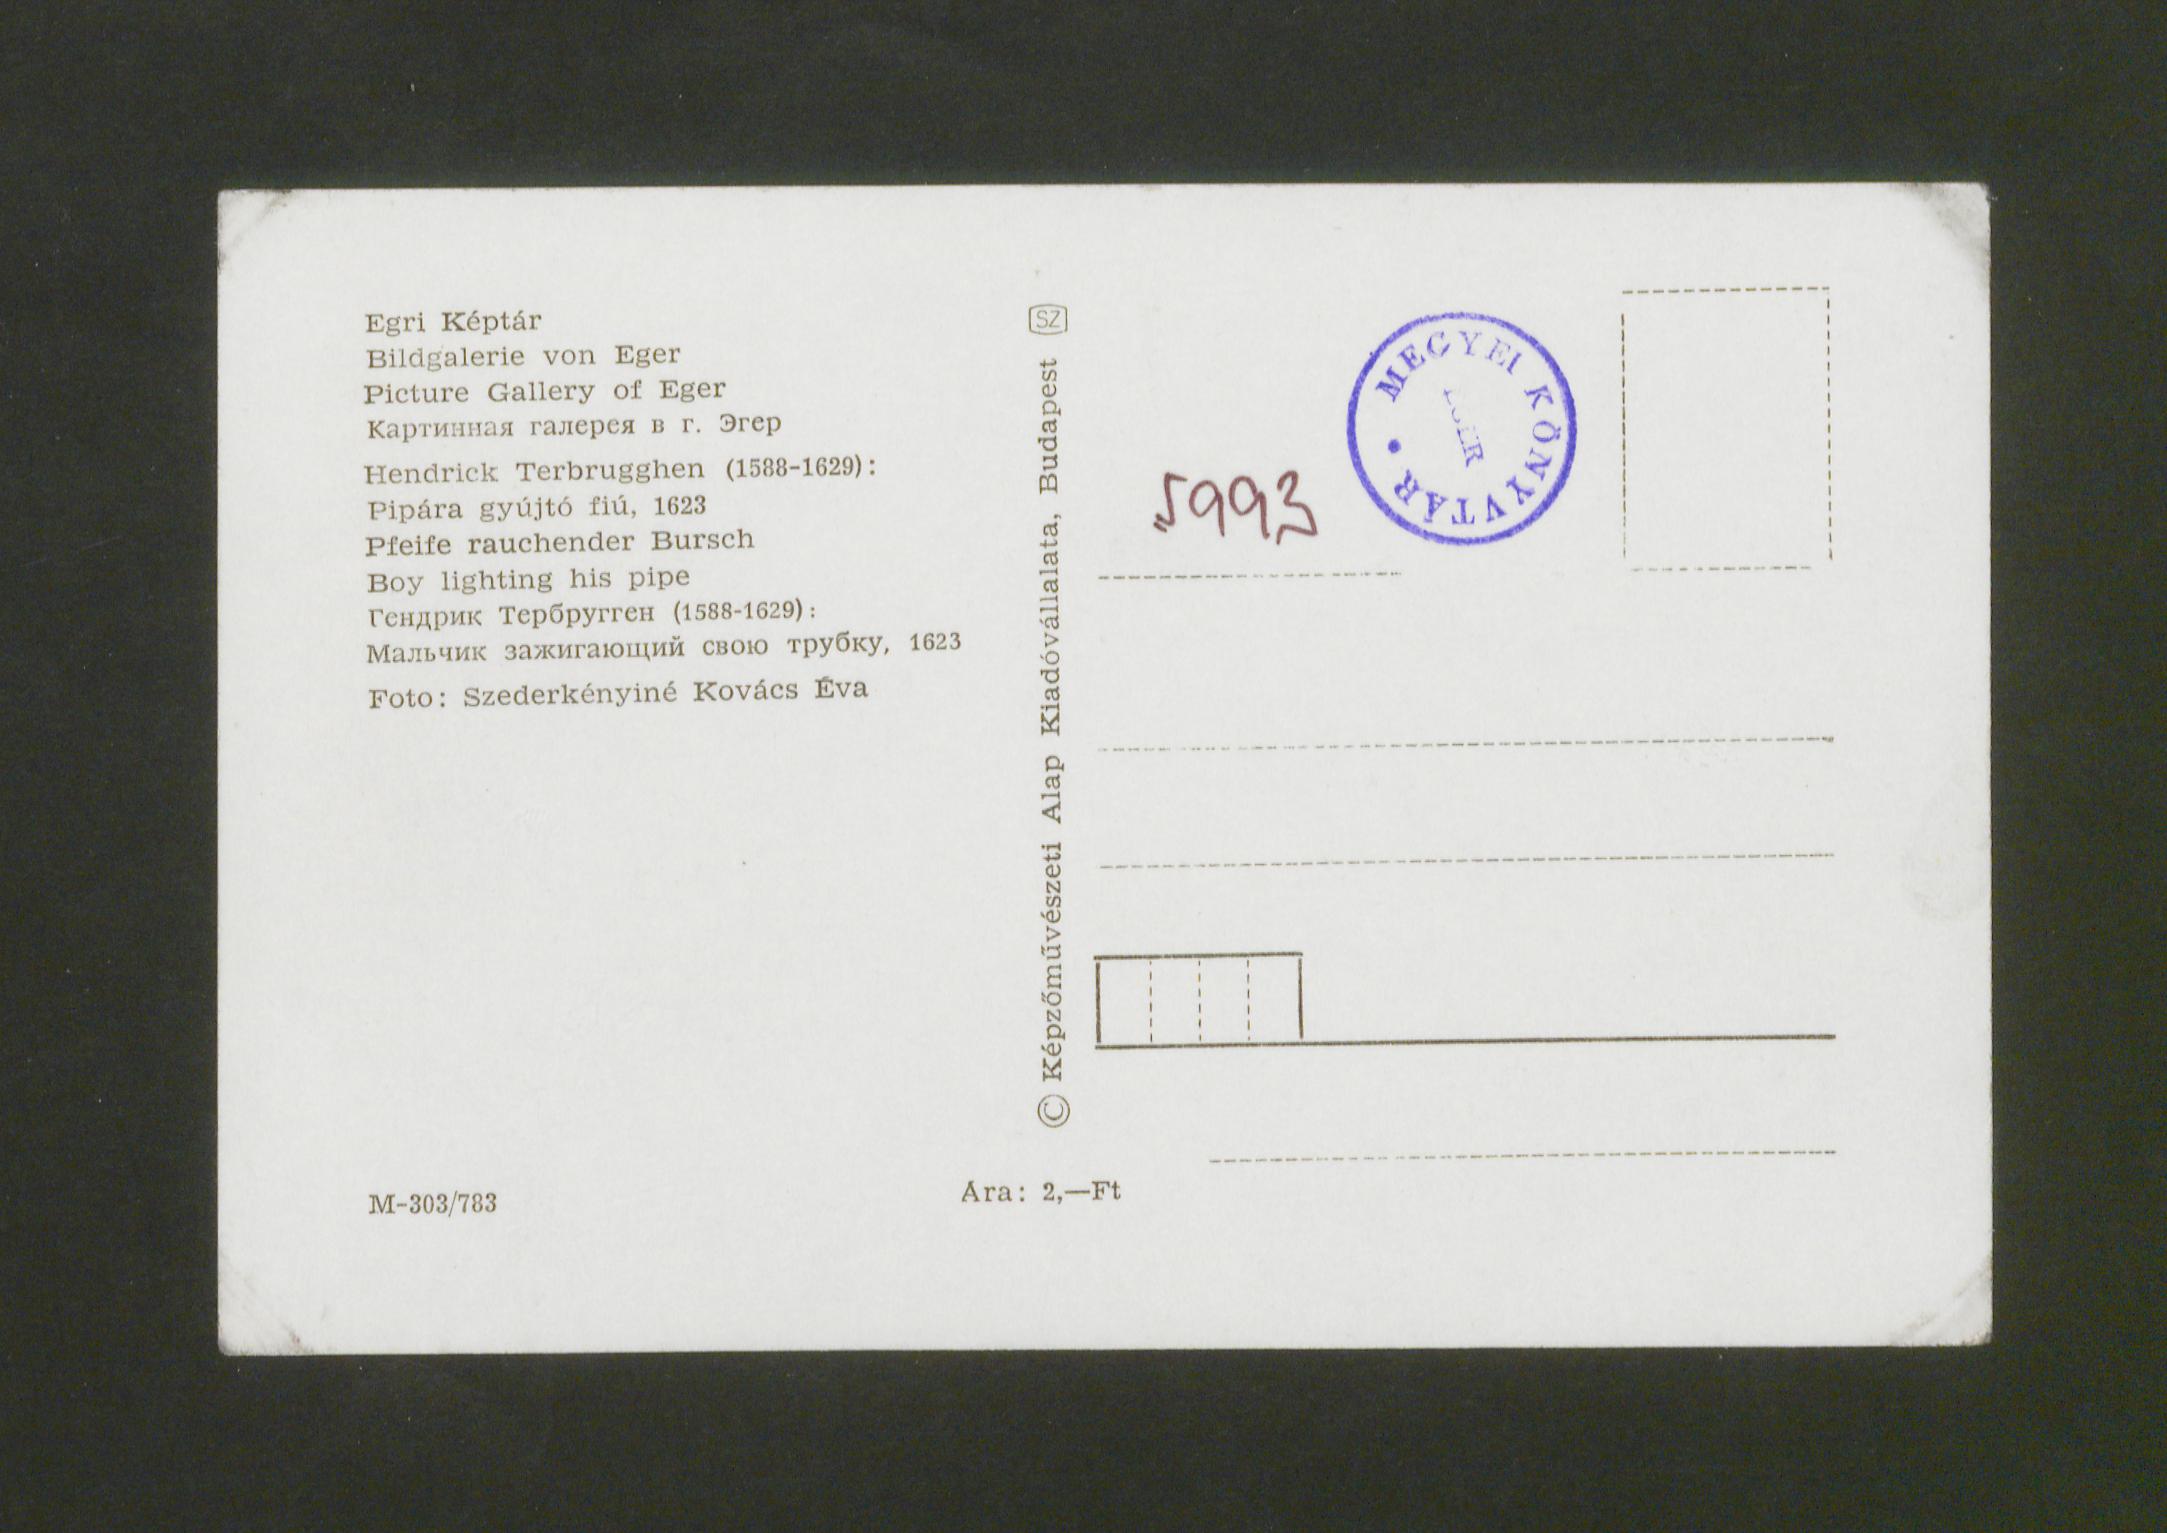 Egri Képtár
Bildgalerie von Eger
Picture Gallery of Eger
Картинная галерея в г. Эгер
Hendrick Terbrugghen (1588-1629):
Pipára gyújtó fiú, 1623
Pfeife rauchender Bursch
Boy lighting his pipe
Гендрик Тербругген (1588-1629):
Мальчик зажигающий свою трубку, 1623
Foto: Szederkényiné Kovács Éva
M-303/783
© Képzőművészeti Alap Kiadóvállalata, Budapest SZ
Ára: 2,—Ft
5993
MEGYEI KÖNYVTÁR •
EGER